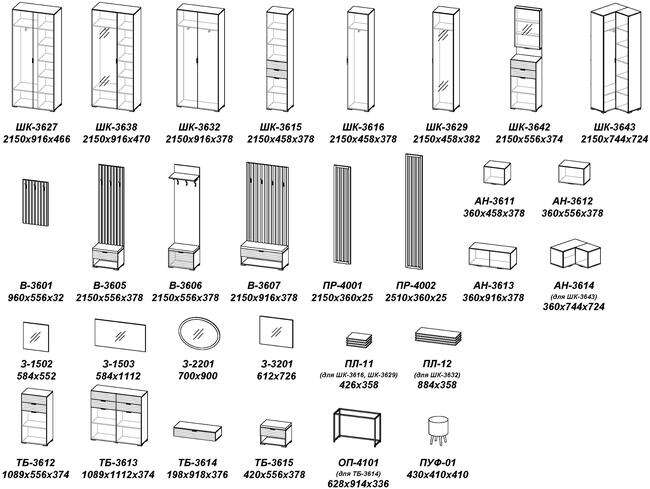 ШК-3627 ШК-3638 ШК-3632 ШК-3615 ШК-3616 ШК-3629 ШК-3642 ШК-3643
2150x916x466 2150x916x470 2150x916x378 2150x458x378 2150x458x378 2150x458x382 2150x556x374 2150x744x724
АН-3611 АН-3612
360x458x378 360x556x378
В-3601 В-3605 В-3606 В-3607 ПР-4001 ПР-4002 АН-3613 АН-3614
960x556x32 2150x556x378 2150x556x378 2150x916x378 2150x360x25 2510x360x25 360x916x378 (для ШК-3643)
360x744x724
З-1502 З-1503 З-2201 З-3201 ПЛ-11 ПЛ-12
584x552 584x1112 700x900 612x726 (для ШК-3616, ШК-3629) (для ШК-3632)
426x358 884x358
ТБ-3612 ТБ-3613 ТБ-3614 ТБ-3615 ОП-4101 ПУФ-01
1089x556x374 1089x1112x374 198x918x376 420x556x378 (для ТБ-3614) 430x410x410
628x914x336